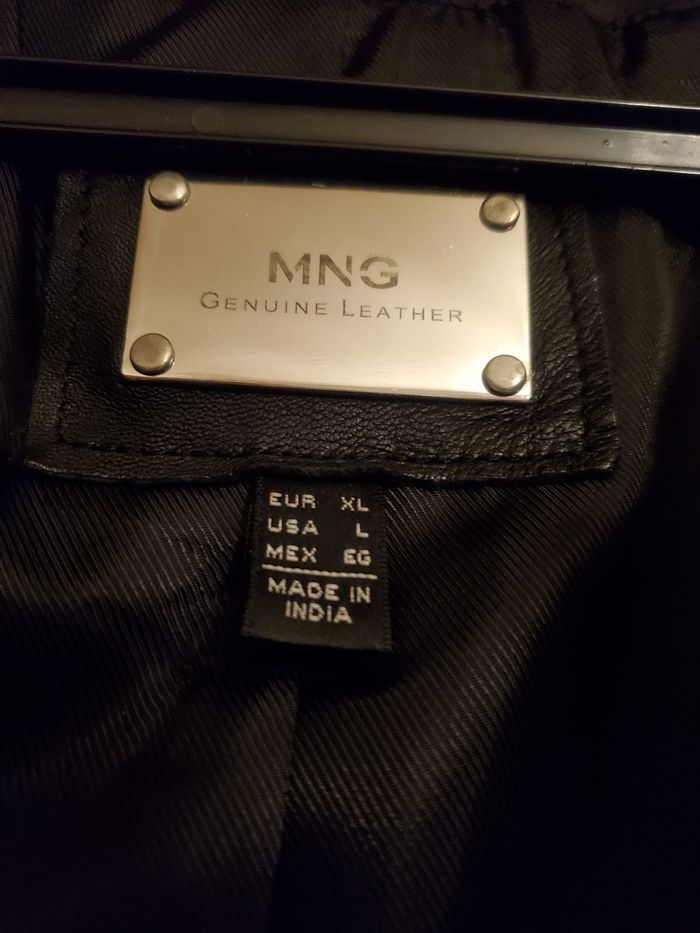 MNG
GENUINE LEATHER
EUR XL
USA L
MEX EG
MADE IN
INDIA